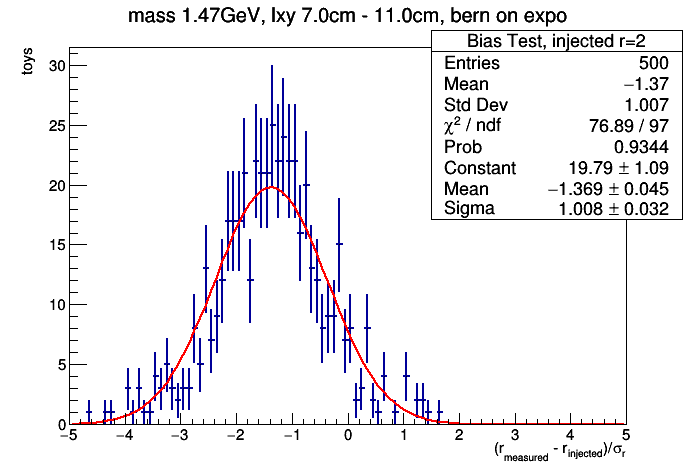 mass 1.47GeV, lxy 7.0cm - 11.0cm, bern on expo
Bias Test, injected r=2
Entries 500
Mean −1.37
Std Dev 1.007
χ² / ndf 76.89 / 97
Prob 0.9344
Constant 19.79 ± 1.09
Mean −1.369 ± 0.045
Sigma 1.008 ± 0.032
toys
30
25
20
15
10
5
0
−5 −4 −3 −2 −1 0 1 2 3 4 5
(r_measured - r_injected)/σ_r